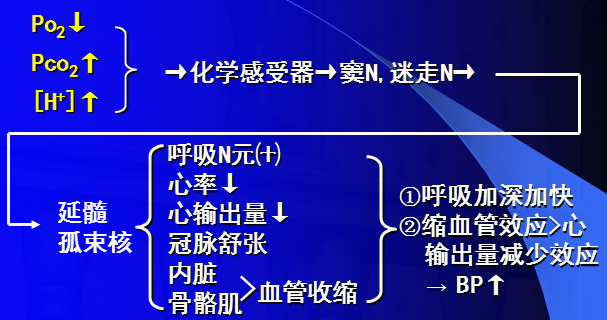 Po₂↓
Pco₂↑
[H⁺]↑
→化学感受器→窦N,迷走N→
延髓
孤束核
呼吸N元(+)
心率↓
心输出量↓
冠脉舒张
内脏
骨骼肌
>血管收缩
①呼吸加深加快
②缩血管效应>心
输出量减少效应
→ BP↑